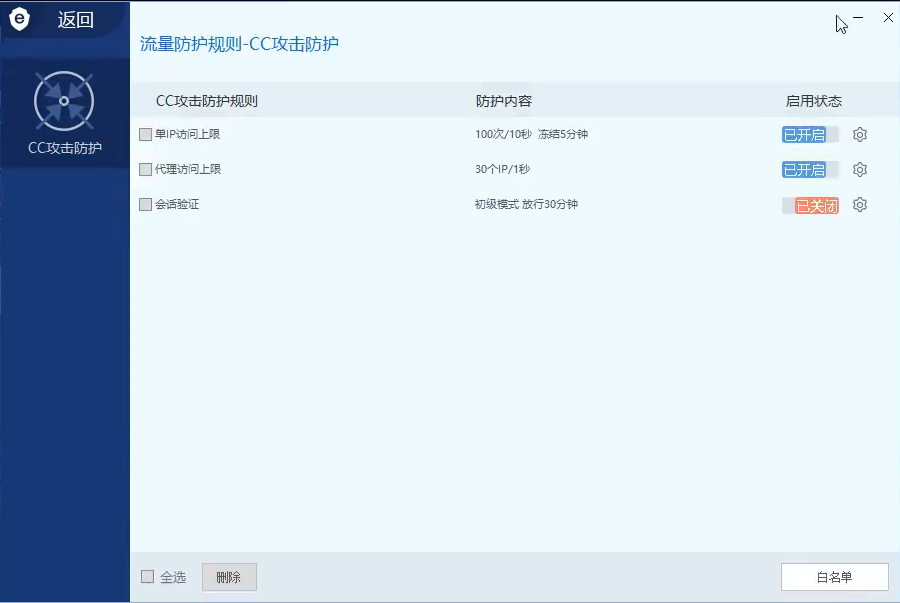 e 返回
流量防护规则-CC攻击防护
CC攻击防护
CC攻击防护规则 防护内容 启用状态
单IP访问上限 100次/10秒 冻结5分钟 已开启
代理访问上限 30个IP/1秒 已开启
会话验证 初级模式 放行30分钟 已关闭
全选 删除 白名单